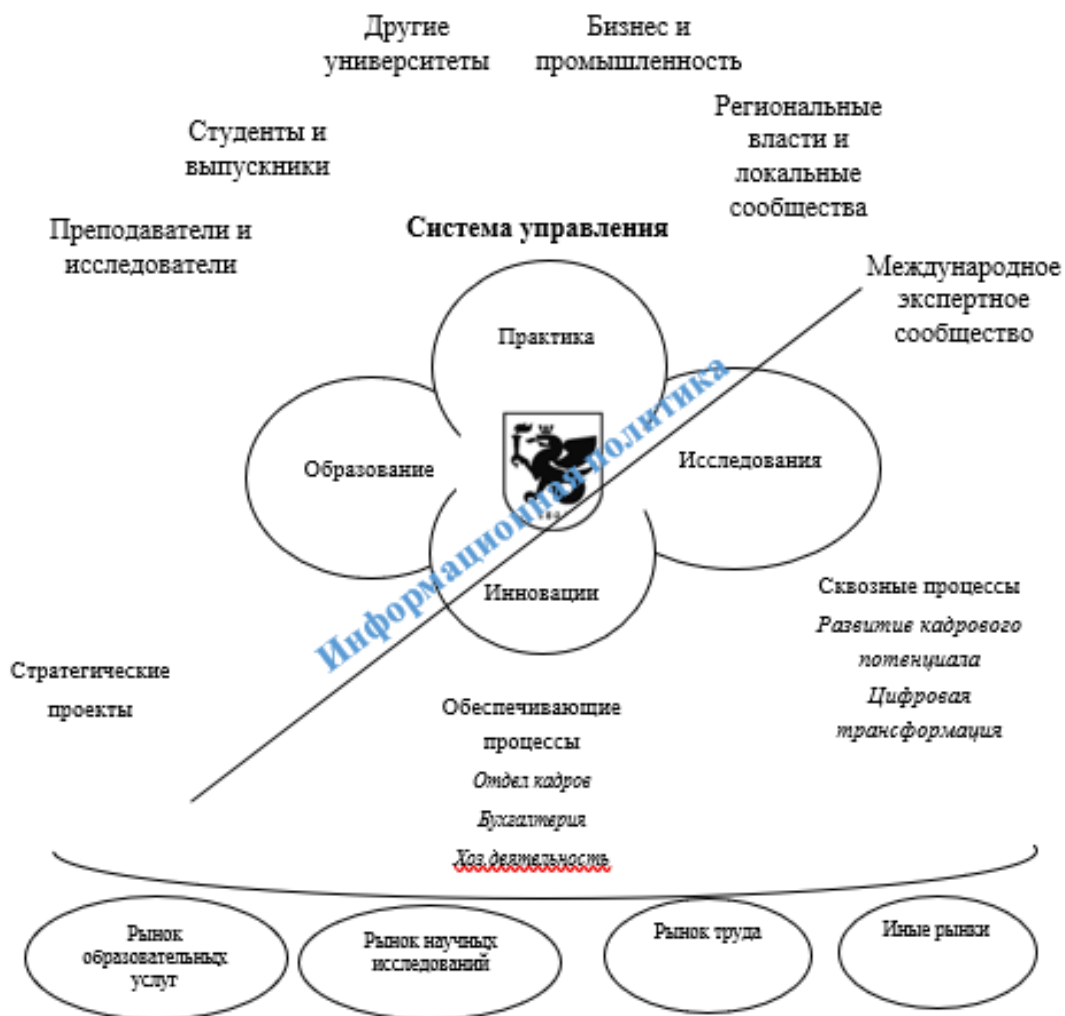 Другие
университеты
Бизнес и
промышленность
Региональные
власти и
локальные
сообщества
Студенты и
выпускники
Преподаватели и
исследователи
Система управления
Международное
экспертное
сообщество
Практика
Образование
Исследования
Информационная политика
Инновации
Сквозные процессы
Развитие кадрового
потенциала
Цифровая
трансформация
Стратегические
проекты
Обеспечивающие
процессы
Отдел кадров
Бухгалтерия
Хоз.деятельность
Рынок
образовательных
услуг
Рынок научных
исследований
Рынок труда
Иные рынки